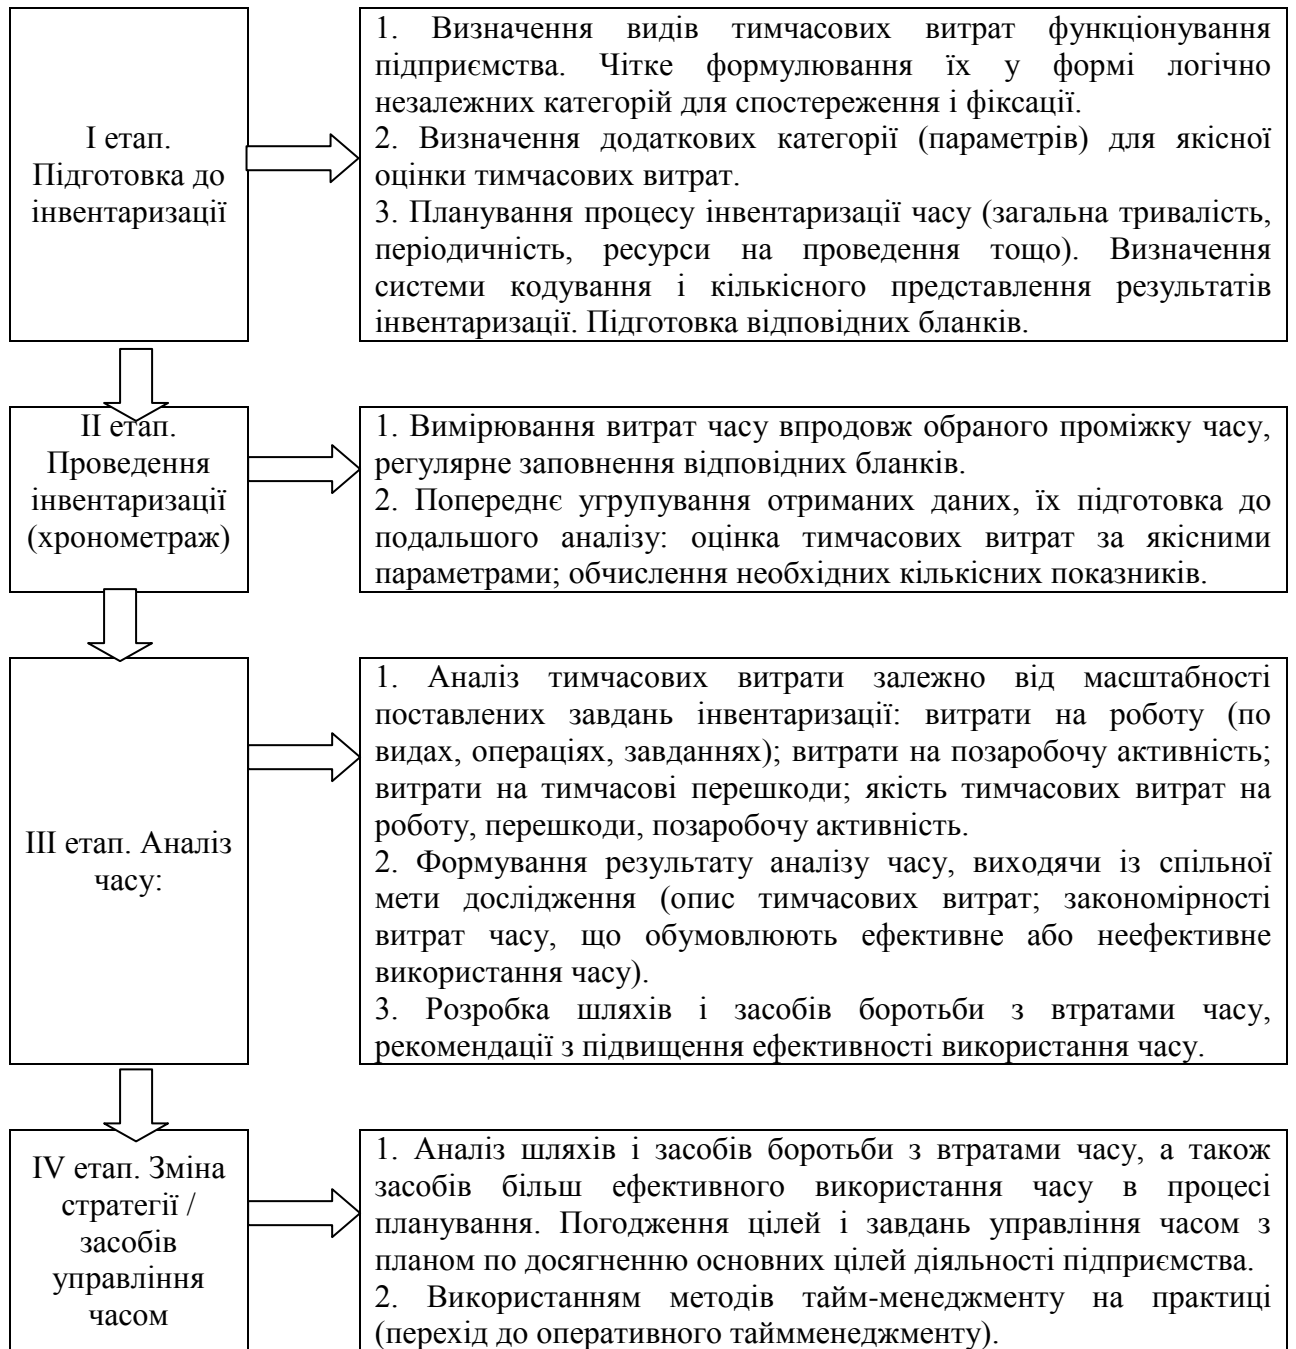 I етап.
Підготовка до
інвентаризації
1. Визначення видів тимчасових витрат функціонування
підприємства. Чітке формулювання їх у формі логічно
незалежних категорій для спостереження і фіксації.
2. Визначення додаткових категорії (параметрів) для якісної
оцінки тимчасових витрат.
3. Планування процесу інвентаризації часу (загальна тривалість,
періодичність, ресурси на проведення тощо). Визначення
системи кодування і кількісного представлення результатів
інвентаризації. Підготовка відповідних бланків.
II етап.
Проведення
інвентаризації
(хронометраж)
1. Вимірювання витрат часу впродовж обраного проміжку часу,
регулярне заповнення відповідних бланків.
2. Попереднє угрупування отриманих даних, їх підготовка до
подальшого аналізу: оцінка тимчасових витрат за якісними
параметрами; обчислення необхідних кількісних показників.
III етап. Аналіз
часу:
1. Аналіз тимчасових витрати залежно від масштабності
поставлених завдань інвентаризації: витрати на роботу (по
видах, операціях, завданнях); витрати на позаробочу активність;
витрати на тимчасові перешкоди; якість тимчасових витрат на
роботу, перешкоди, позаробочу активність.
2. Формування результату аналізу часу, виходячи із спільної
мети дослідження (опис тимчасових витрат; закономірності
витрат часу, що обумовлюють ефективне або неефективне
використання часу).
3. Розробка шляхів і засобів боротьби з втратами часу,
рекомендації з підвищення ефективності використання часу.
IV етап. Зміна
стратегії /
засобів
управління
часом
1. Аналіз шляхів і засобів боротьби з втратами часу, а також
засобів більш ефективного використання часу в процесі
планування. Погодження цілей і завдань управління часом з
планом по досягненню основних цілей діяльності підприємства.
2. Використанням методів тайм-менеджменту на практиці
(перехід до оперативного таймменеджменту).